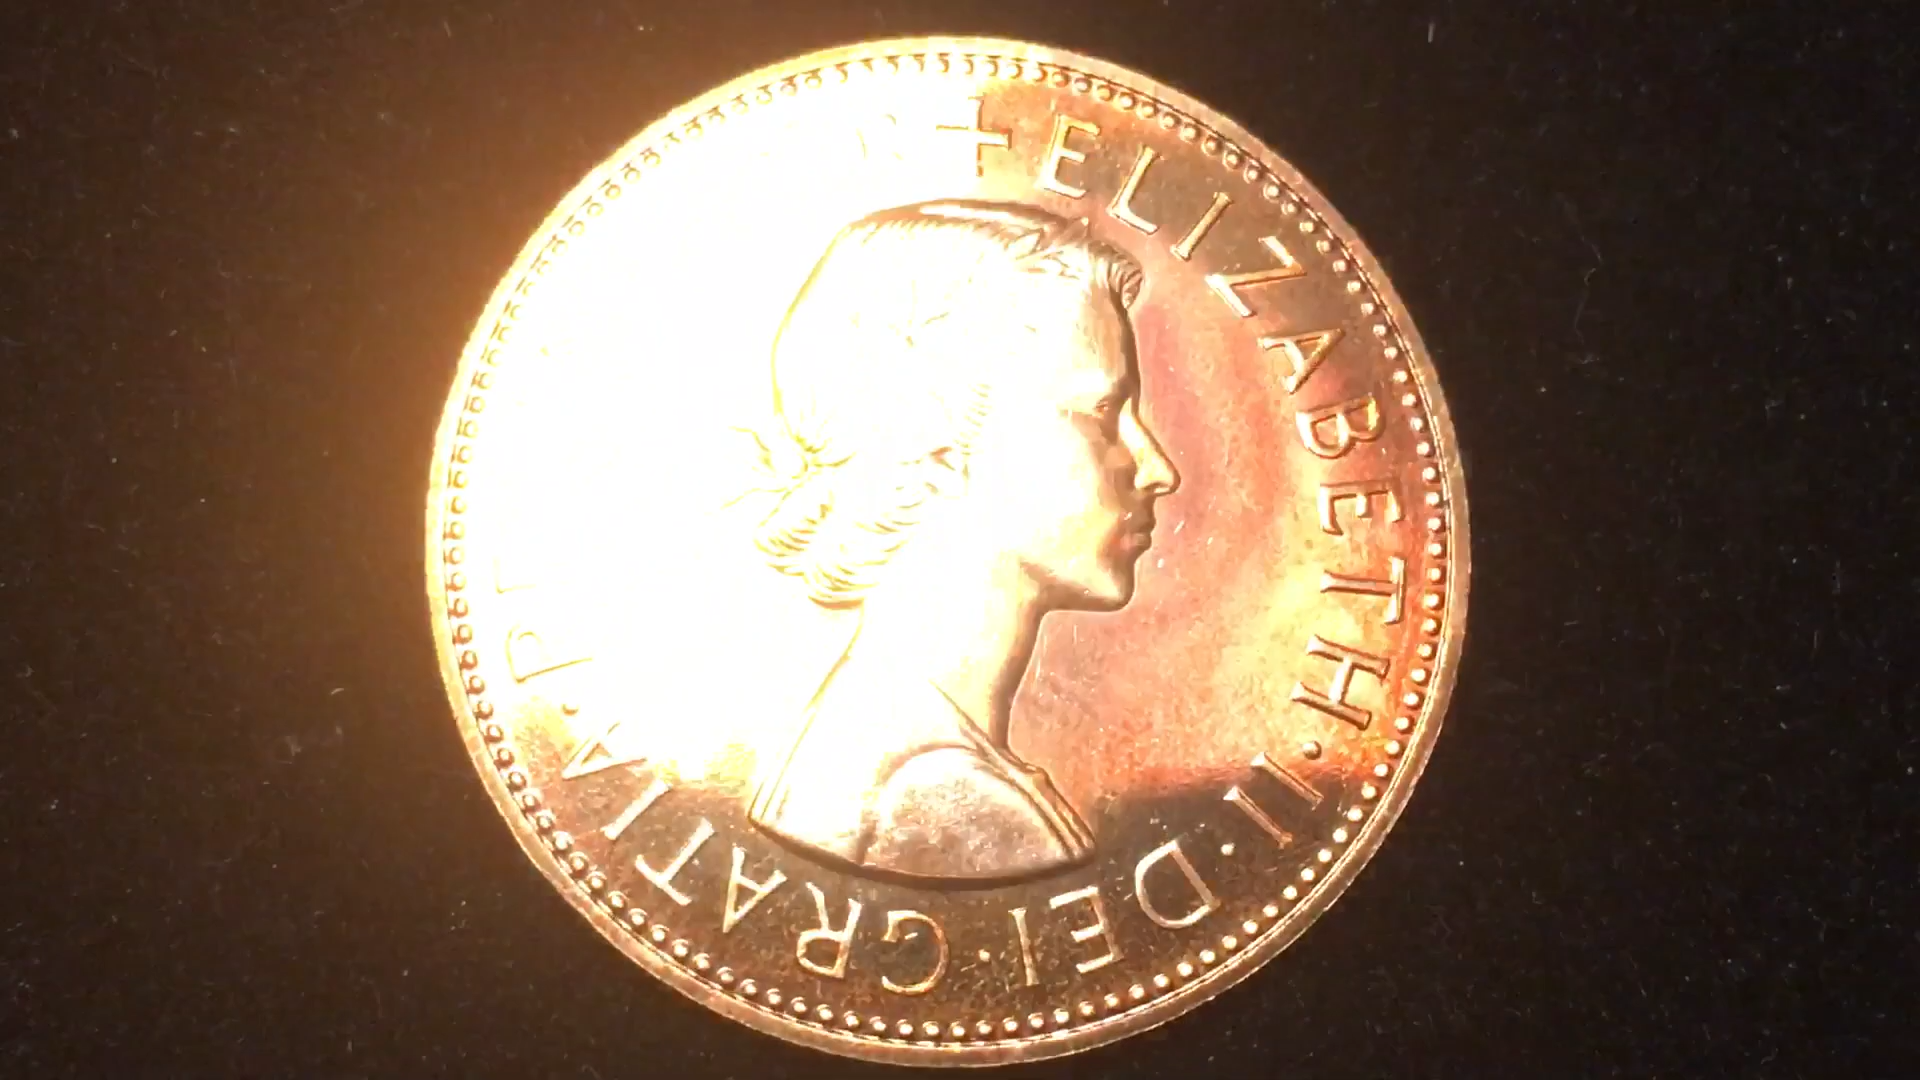 + ELIZABETH · II · DEI · GRATIA ·